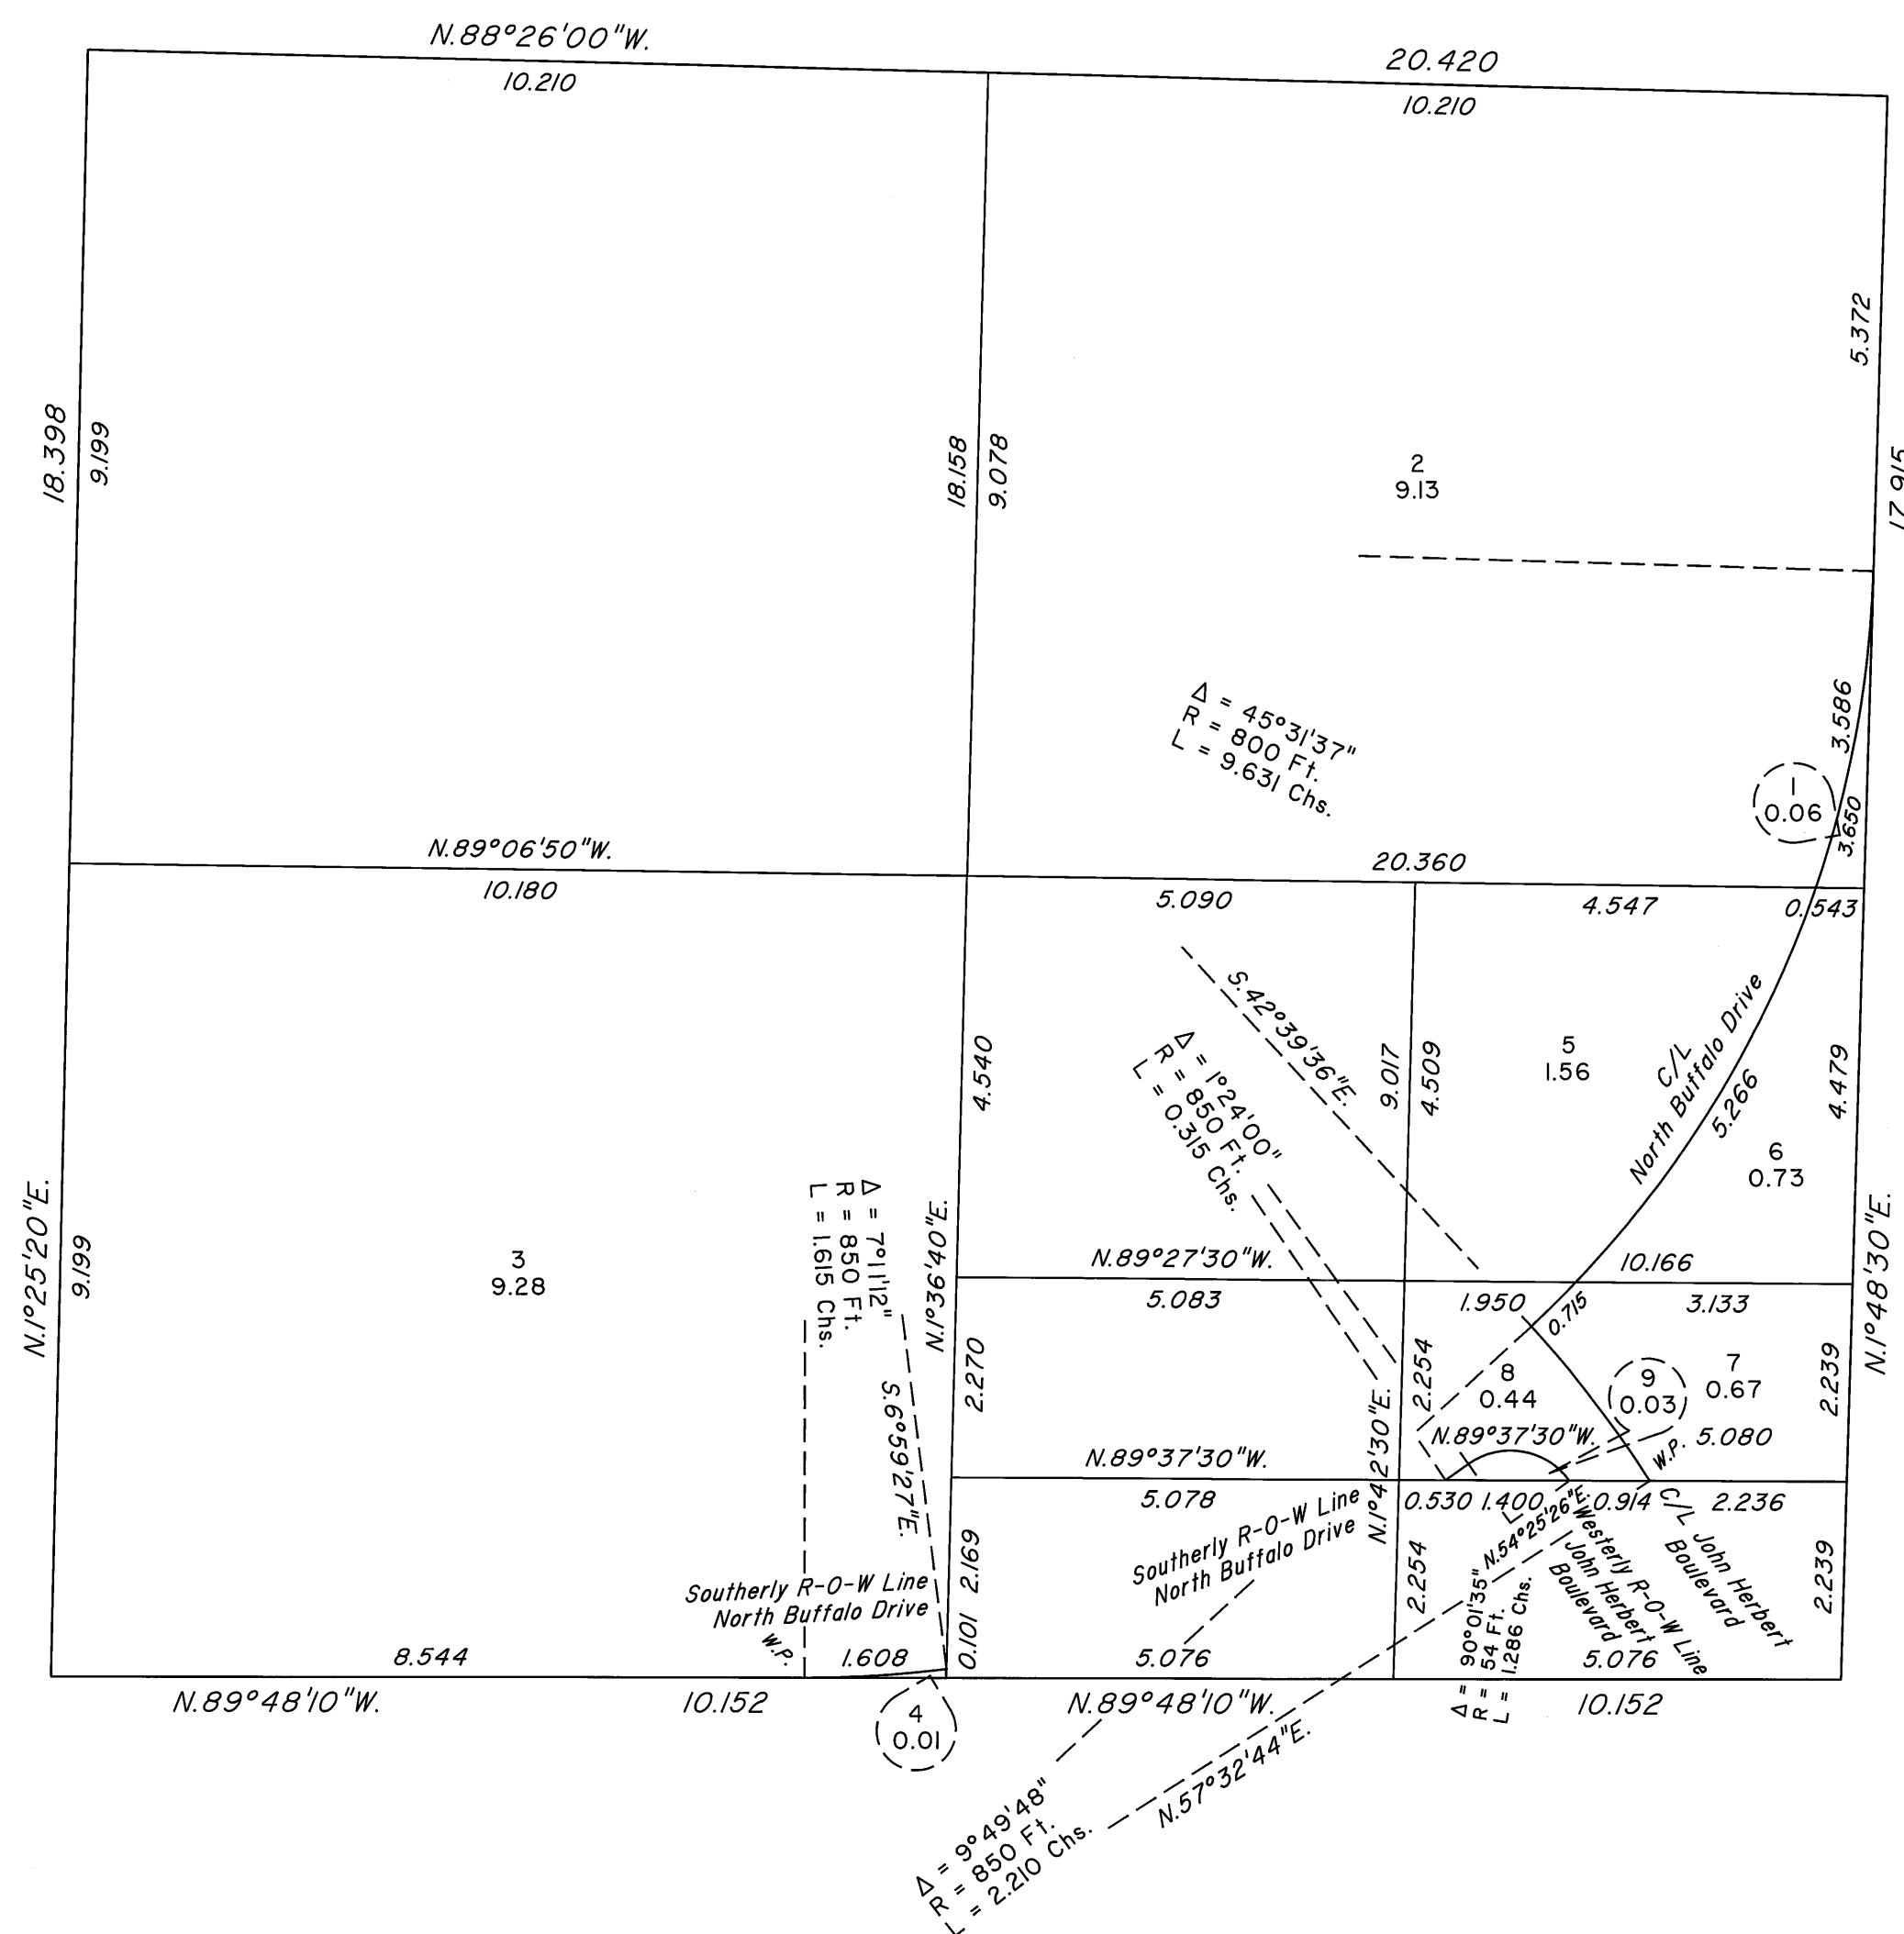 N.88°26'00"W.
20.420
10.210
10.210
5.372
18.398
9.199
18.158
9.078
2
9.13
17.915
Δ = 45°31'37"
R = 800 Ft.
L = 9.631 Chs.
3.586
1
0.06
3.650
N.89°06'50"W.
20.360
10.180
5.090
4.547
0.543
S.42°39'36"E.
C/L
North Buffalo Drive
5.266
4.540
9.017
4.509
5
1.56
4.479
6
0.73
Δ = 1°24'00"
R = 850 Ft.
L = 0.315 Chs.
N.1°25'20"E.
9.199
3
9.28
Δ = 7°11'12"
R = 850 Ft.
L = 1.615 Chs.
N.1°36'40"E.
N.89°27'30"W.
10.166
N.1°48'30"E.
5.083
1.950
0.715
3.133
2.270
2.254
8
0.44
9
0.03
7
0.67
2.239
S.6°59'27"E.
N.1°42'30"E.
N.89°37'30"W.
W.P.
5.080
N.89°37'30"W.
5.078
0.530
1.400
0.914
2.236
N.54°25'26"E.
Southerly R-O-W Line
North Buffalo Drive
Westerly R-O-W Line
John Herbert
Boulevard
C/L John Herbert
Boulevard
2.169
2.254
2.239
Southerly R-O-W Line
North Buffalo Drive
W.P.
8.544
1.608
0.101
5.076
5.076
Δ = 90°01'35"
R = 54 Ft.
L = 1.286 Chs.
N.89°48'10"W.
10.152
4
0.01
N.89°48'10"W.
10.152
N.57°32'44"E.
Δ = 9°49'48"
R = 850 Ft.
L = 2.210 Chs.